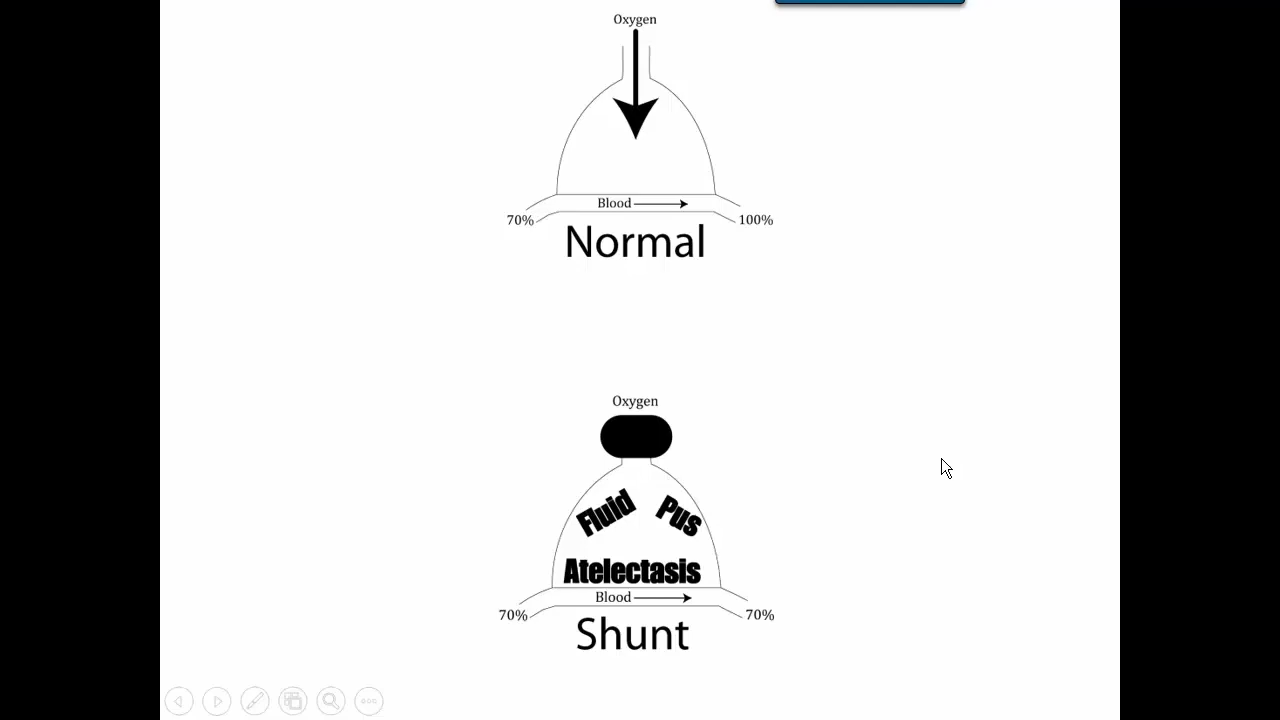 Oxygen
Blood
70%
100%
Normal
Oxygen
Fluid
Pus
Atelectasis
Blood
70%
70%
Shunt